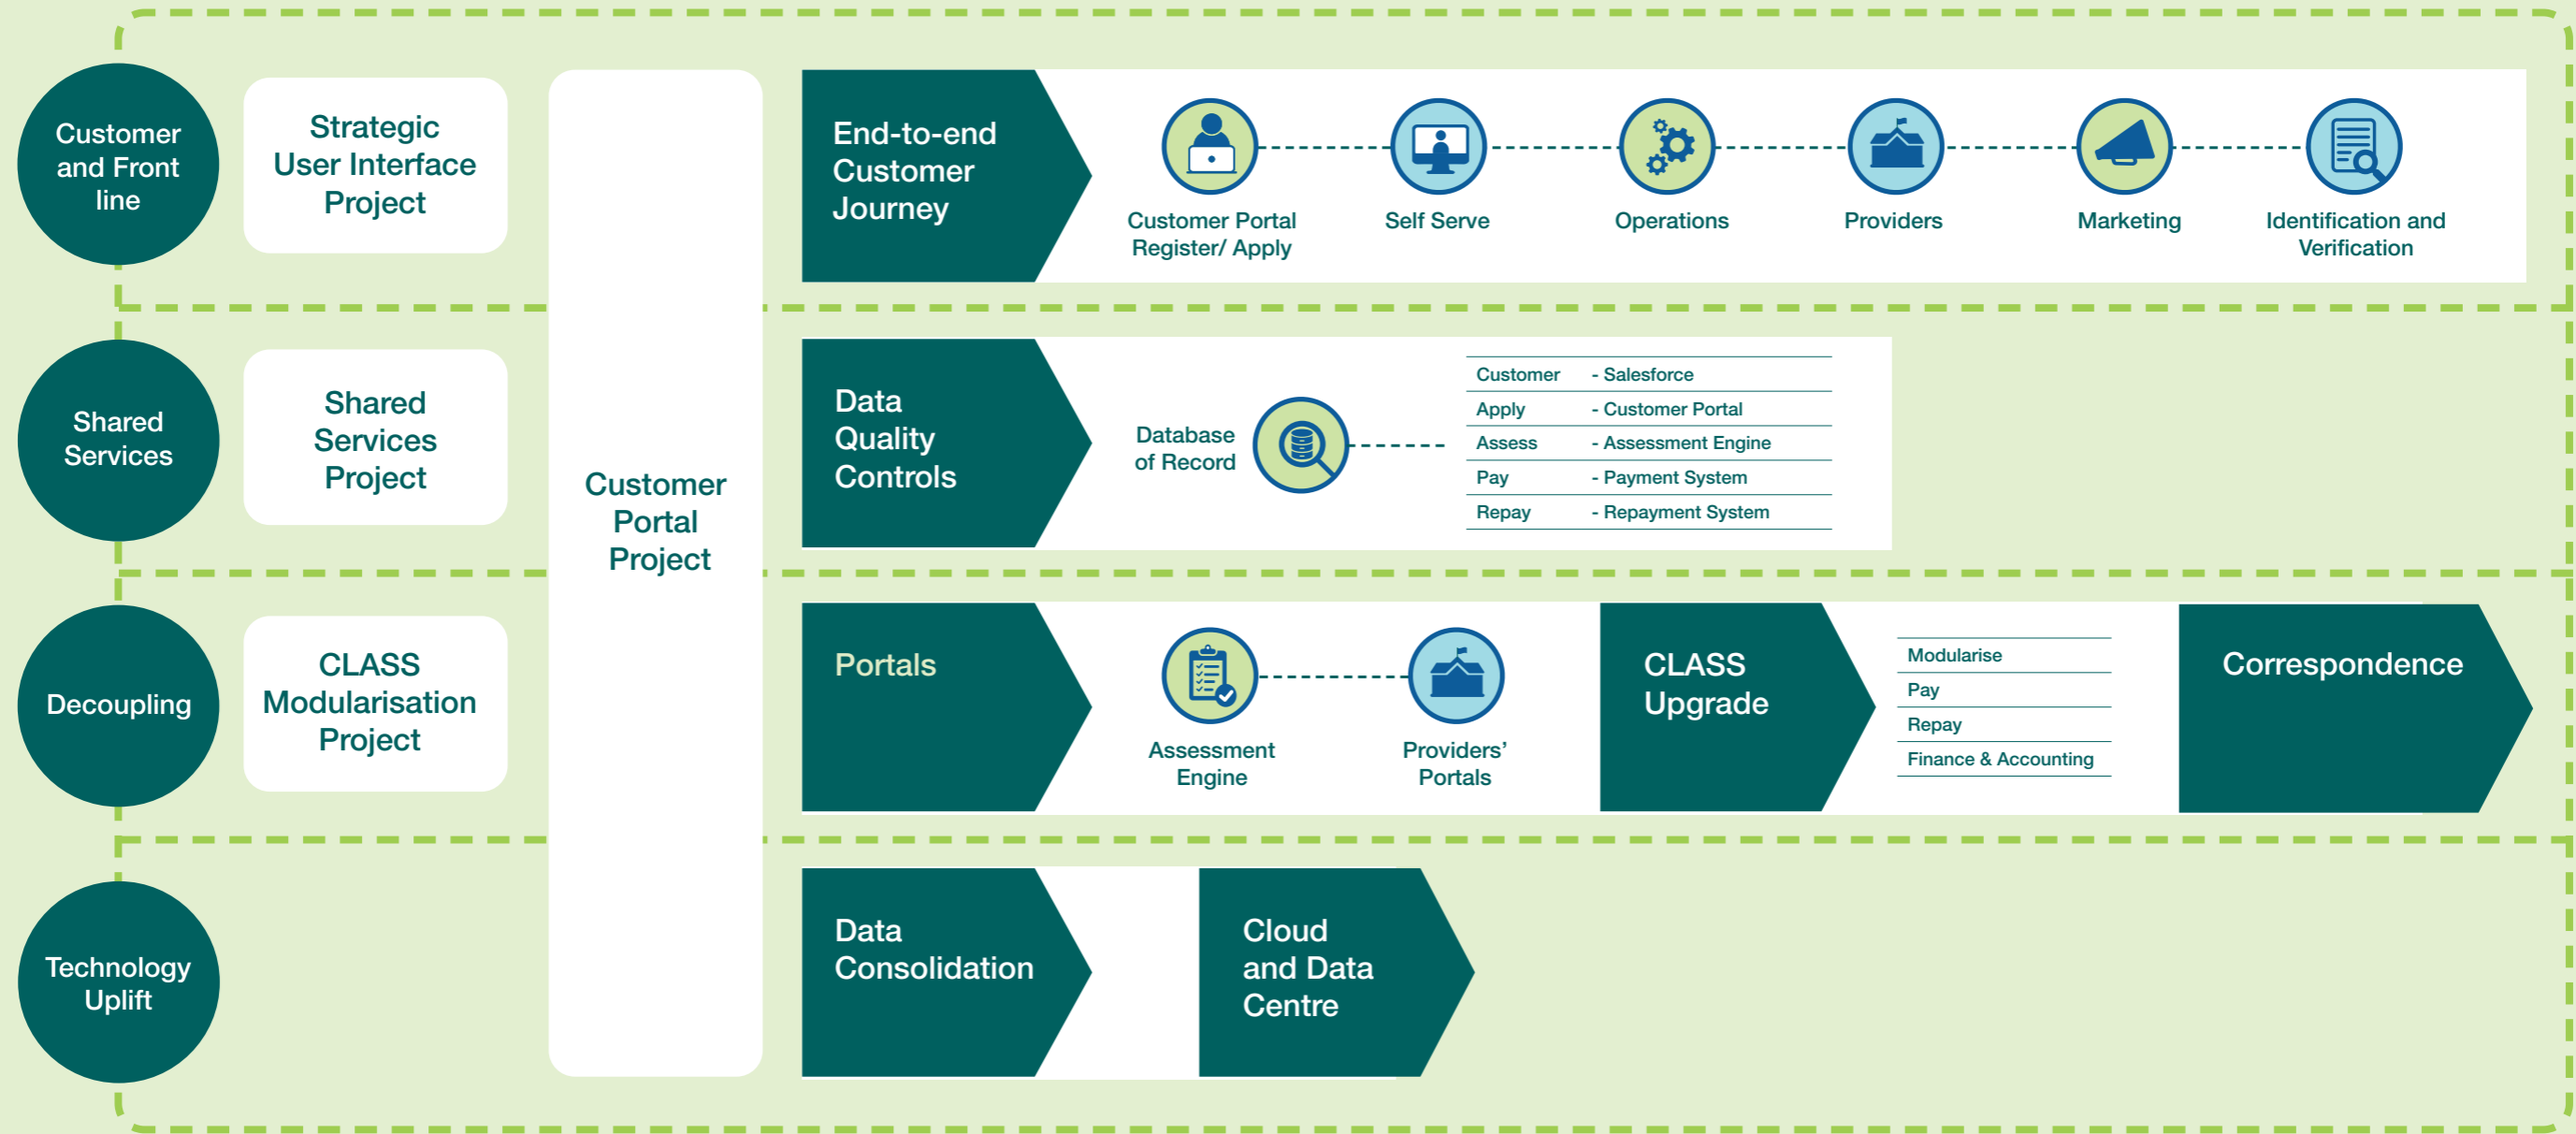 Customer
and Front
line
Strategic
User Interface
Project
End-to-end
Customer
Journey
Customer Portal
Register/ Apply
Self Serve
Operations
Providers
Marketing
Identification and
Verification
Shared
Services
Shared
Services
Project
Customer
Portal
Project
Data
Quality
Controls
Database
of Record
Customer - Salesforce
Apply - Customer Portal
Assess - Assessment Engine
Pay - Payment System
Repay - Repayment System
Decoupling
CLASS
Modularisation
Project
Portals
Assessment
Engine
Providers’
Portals
CLASS
Upgrade
Modularise
Pay
Repay
Finance & Accounting
Correspondence
Technology
Uplift
Data
Consolidation
Cloud
and Data
Centre